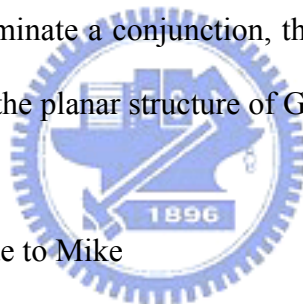 minate a conjunction, th
the planar structure of G
1896
e to Mike